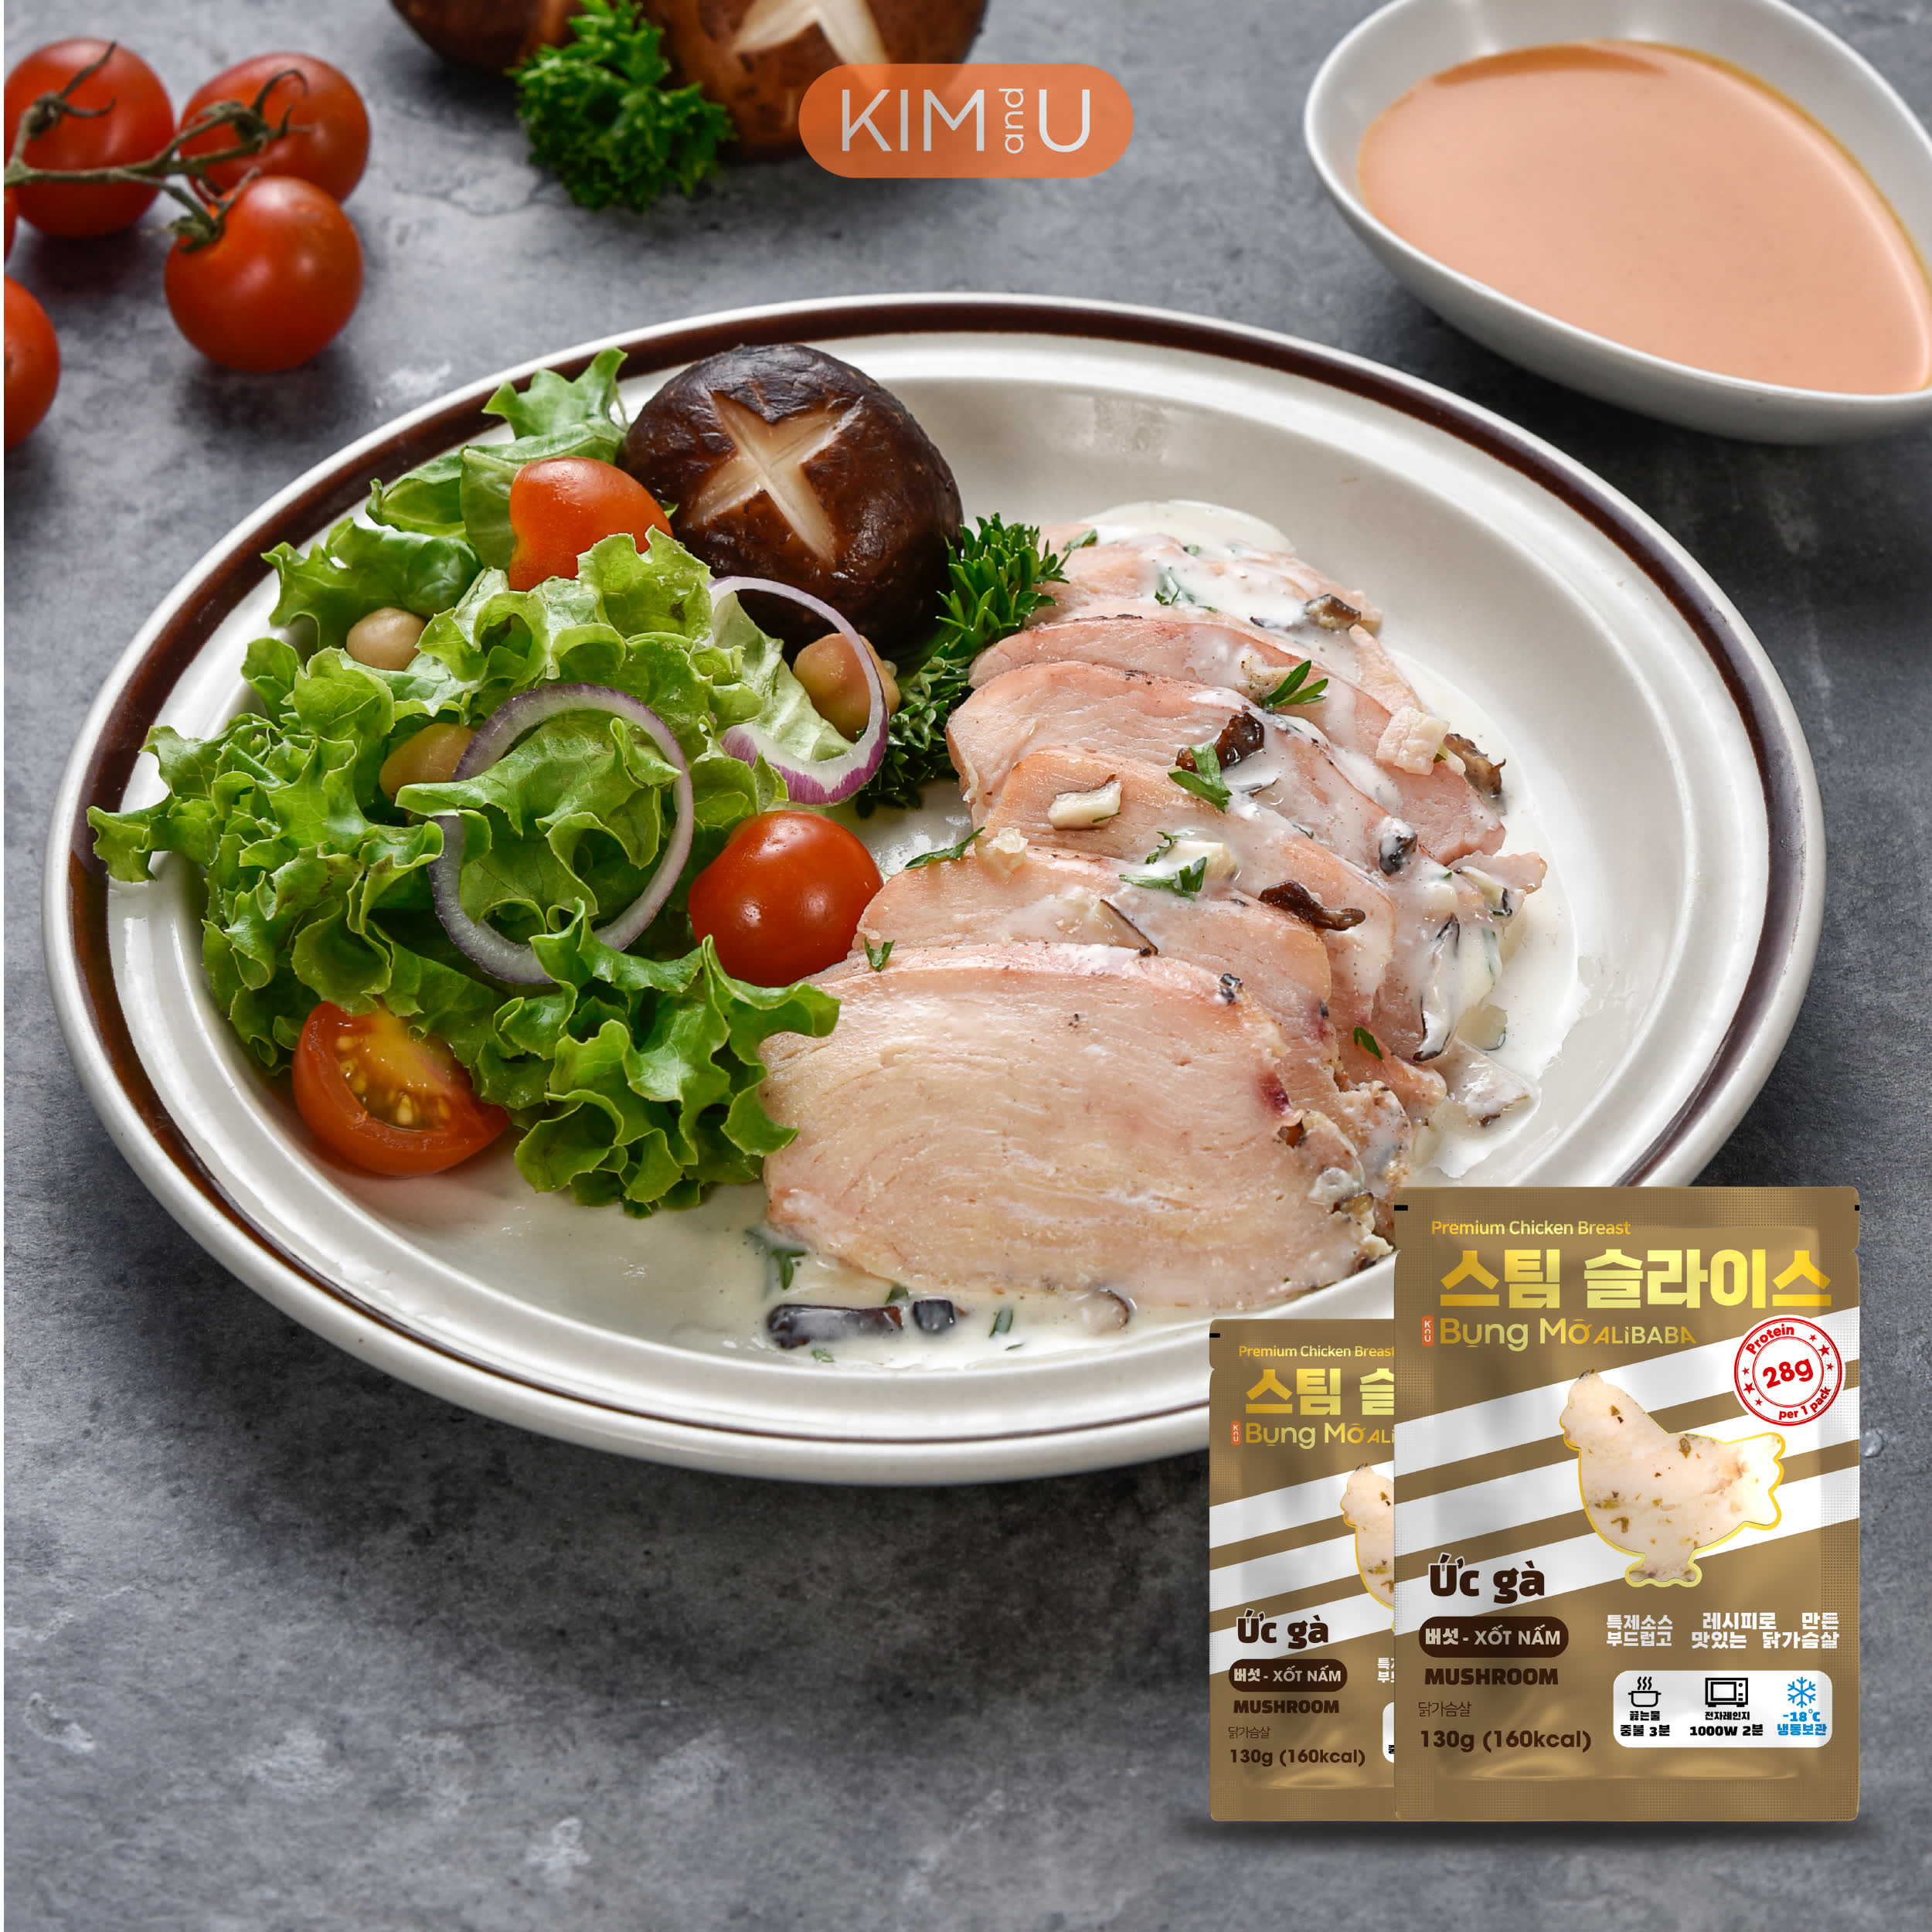 KIM and U
Premium Chicken Breast
스팀 슬라이스
KnU Bụng Mỡ ALiBABA
Protein
28g
per 1 pack
Ức gà
버섯 - XỐT NẤM
MUSHROOM
닭가슴살
130g (160kcal)
특제소스 레시피로 만든
부드럽고 맛있는 닭가슴살
끓는물
중불 3분
전자레인지
1000W 2분
-18°C
냉동보관
Premium Chicken Breast
스팀 슬
KnU Bụng Mỡ ALi
Ức gà
버섯 - XỐT NẤM
MUSHROOM
닭가슴살
130g (160kcal)